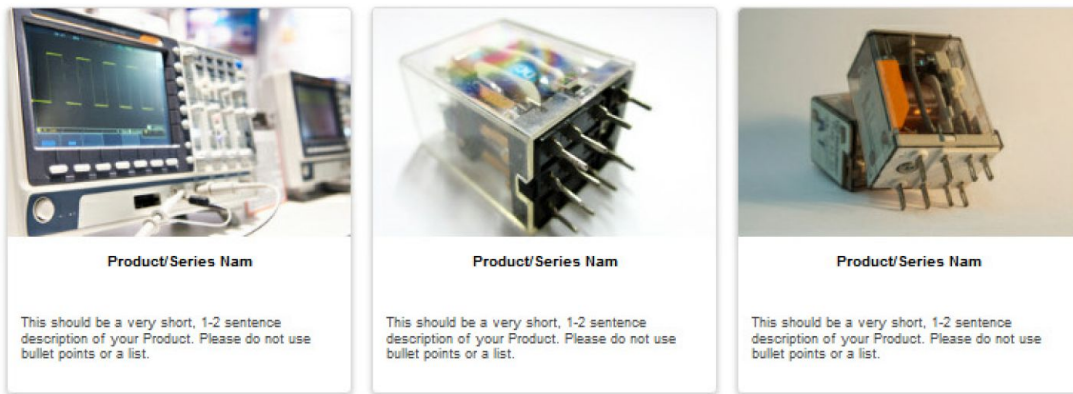 Product/Series Nam
This should be a very short, 1-2 sentence
description of your Product. Please do not use
bullet points or a list.
Product/Series Nam
This should be a very short, 1-2 sentence
description of your Product. Please do not use
bullet points or a list.
Product/Series Nam
This should be a very short, 1-2 sentence
description of your Product. Please do not use
bullet points or a list.